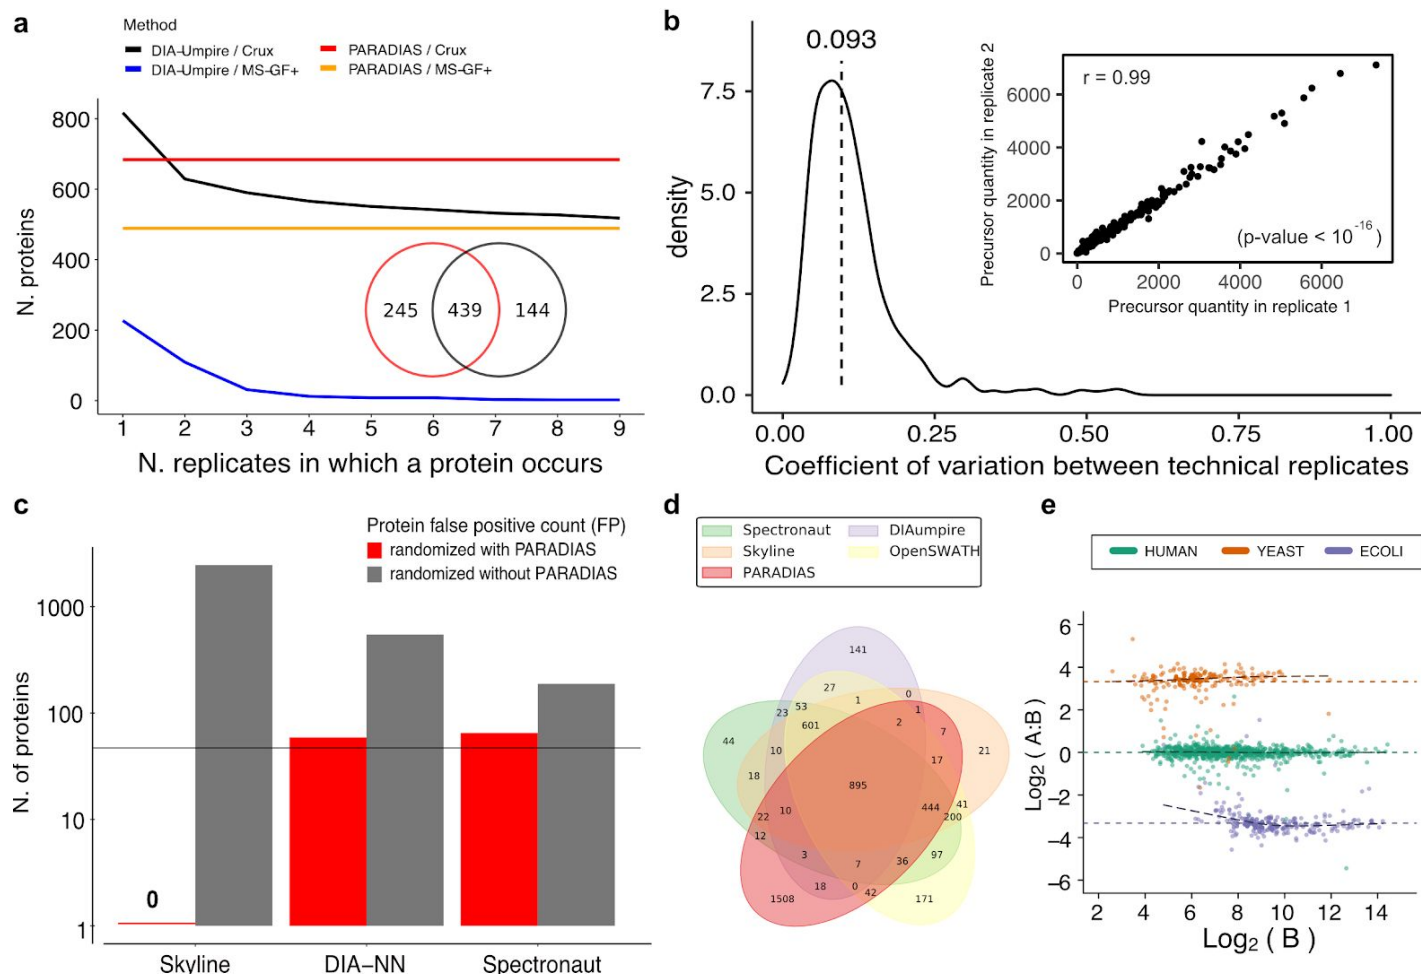 a
Method
DIA-Umpire / Crux
PARADIAS / Crux
DIA-Umpire / MS-GF+
PARADIAS / MS-GF+
N. proteins
800
600
400
200
0
245
439
144
1 2 3 4 5 6 7 8 9
N. replicates in which a protein occurs
b
0.093
density
7.5
5.0
2.5
0.0
0.00 0.25 0.50 0.75 1.00
Coefficient of variation between technical replicates
r = 0.99
(p-value < 10^-16)
Precursor quantity in replicate 2
6000
4000
2000
0
0 2000 4000 6000
Precursor quantity in replicate 1
c
Protein false positive count (FP)
randomized with PARADIAS
randomized without PARADIAS
N. of proteins
1000
100
10
1
0
Skyline DIA-NN Spectronaut
d
Spectronaut
DIAumpire
Skyline
OpenSWATH
PARADIAS
141
27
0
1
1
53
23
2
601
7
44
21
10
17
18
895
444
41
10
200
22
12
3
7
36
97
18
0
42
1508
171
e
HUMAN YEAST ECOLI
Log2 ( A:B )
6
4
2
0
-2
-4
-6
2 4 6 8 10 12 14
Log2 ( B )